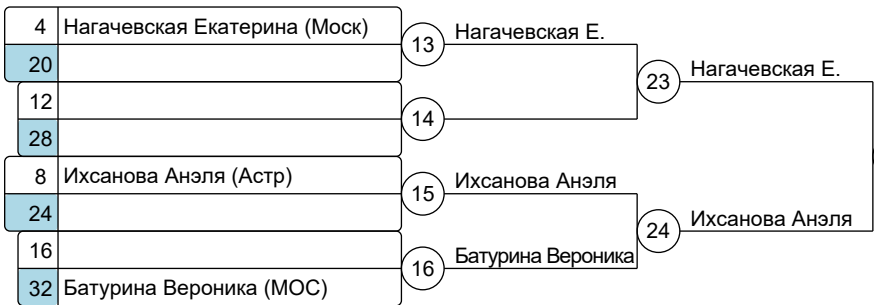 4 Нагачевская Екатерина (Моск)
20
12
28
8 Ихсанова Анэля (Астр)
24
16
32 Батурина Вероника (МОС)
13 Нагачевская Е.
14
15 Ихсанова Анэля
16 Батурина Вероника
23 Нагачевская Е.
24 Ихсанова Анэля